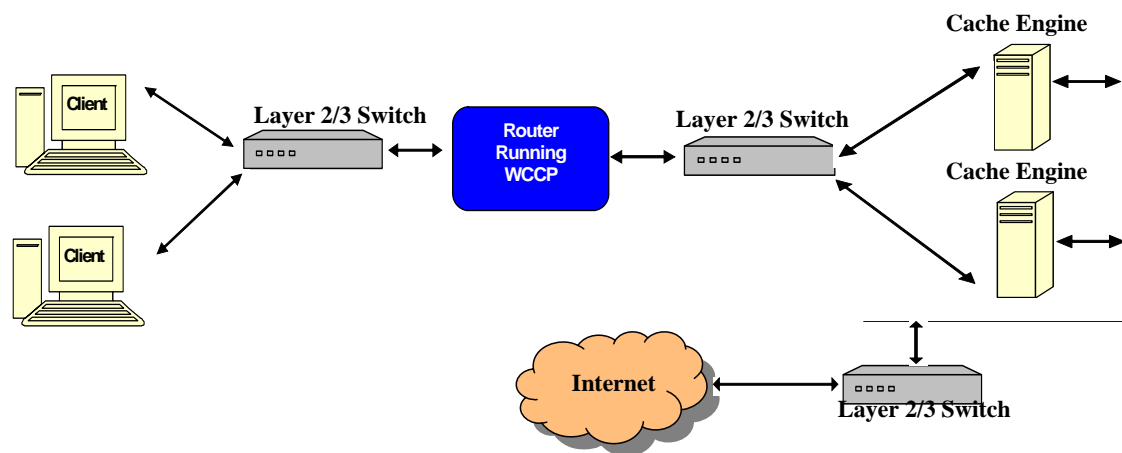 Cache Engine
Client
Layer 2/3 Switch
Router
Running
WCCP
Layer 2/3 Switch
Cache Engine
Client
Internet
Layer 2/3 Switch